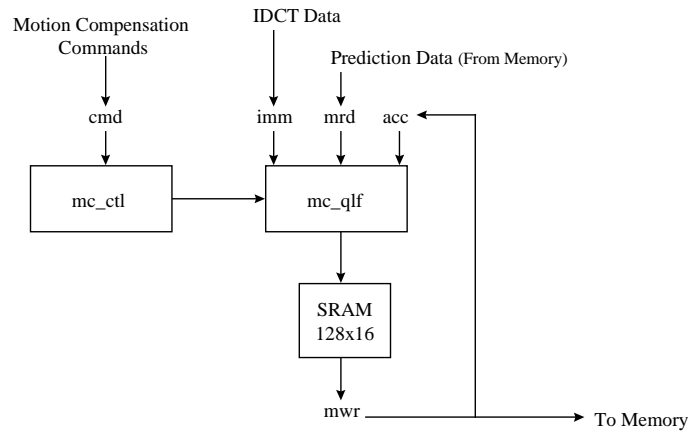 Motion Compensation
Commands
IDCT Data
Prediction Data (From Memory)
cmd
imm
mrd
acc
mc_ctl
mc_qlf
SRAM
128x16
mwr
To Memory